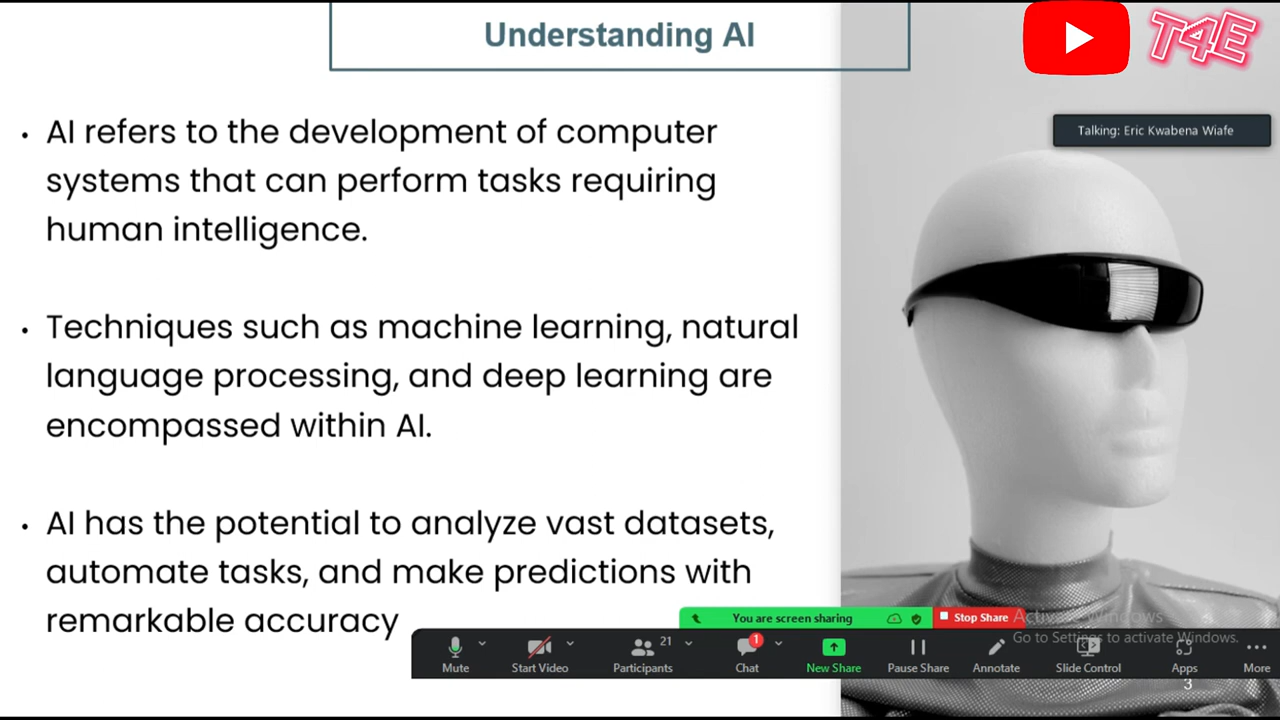 Understanding AI
T4E
Talking: Eric Kwabena Wiafe
• AI refers to the development of computer
systems that can perform tasks requiring
human intelligence.
• Techniques such as machine learning, natural
language processing, and deep learning are
encompassed within AI.
• AI has the potential to analyze vast datasets,
automate tasks, and make predictions with
remarkable accuracy
You are screen sharing
Stop Share
Activate Windows
Go to Settings to activate Windows.
21
1
Mute
Start Video
Participants
Chat
New Share
Pause Share
Annotate
Slide Control
Apps
More
3